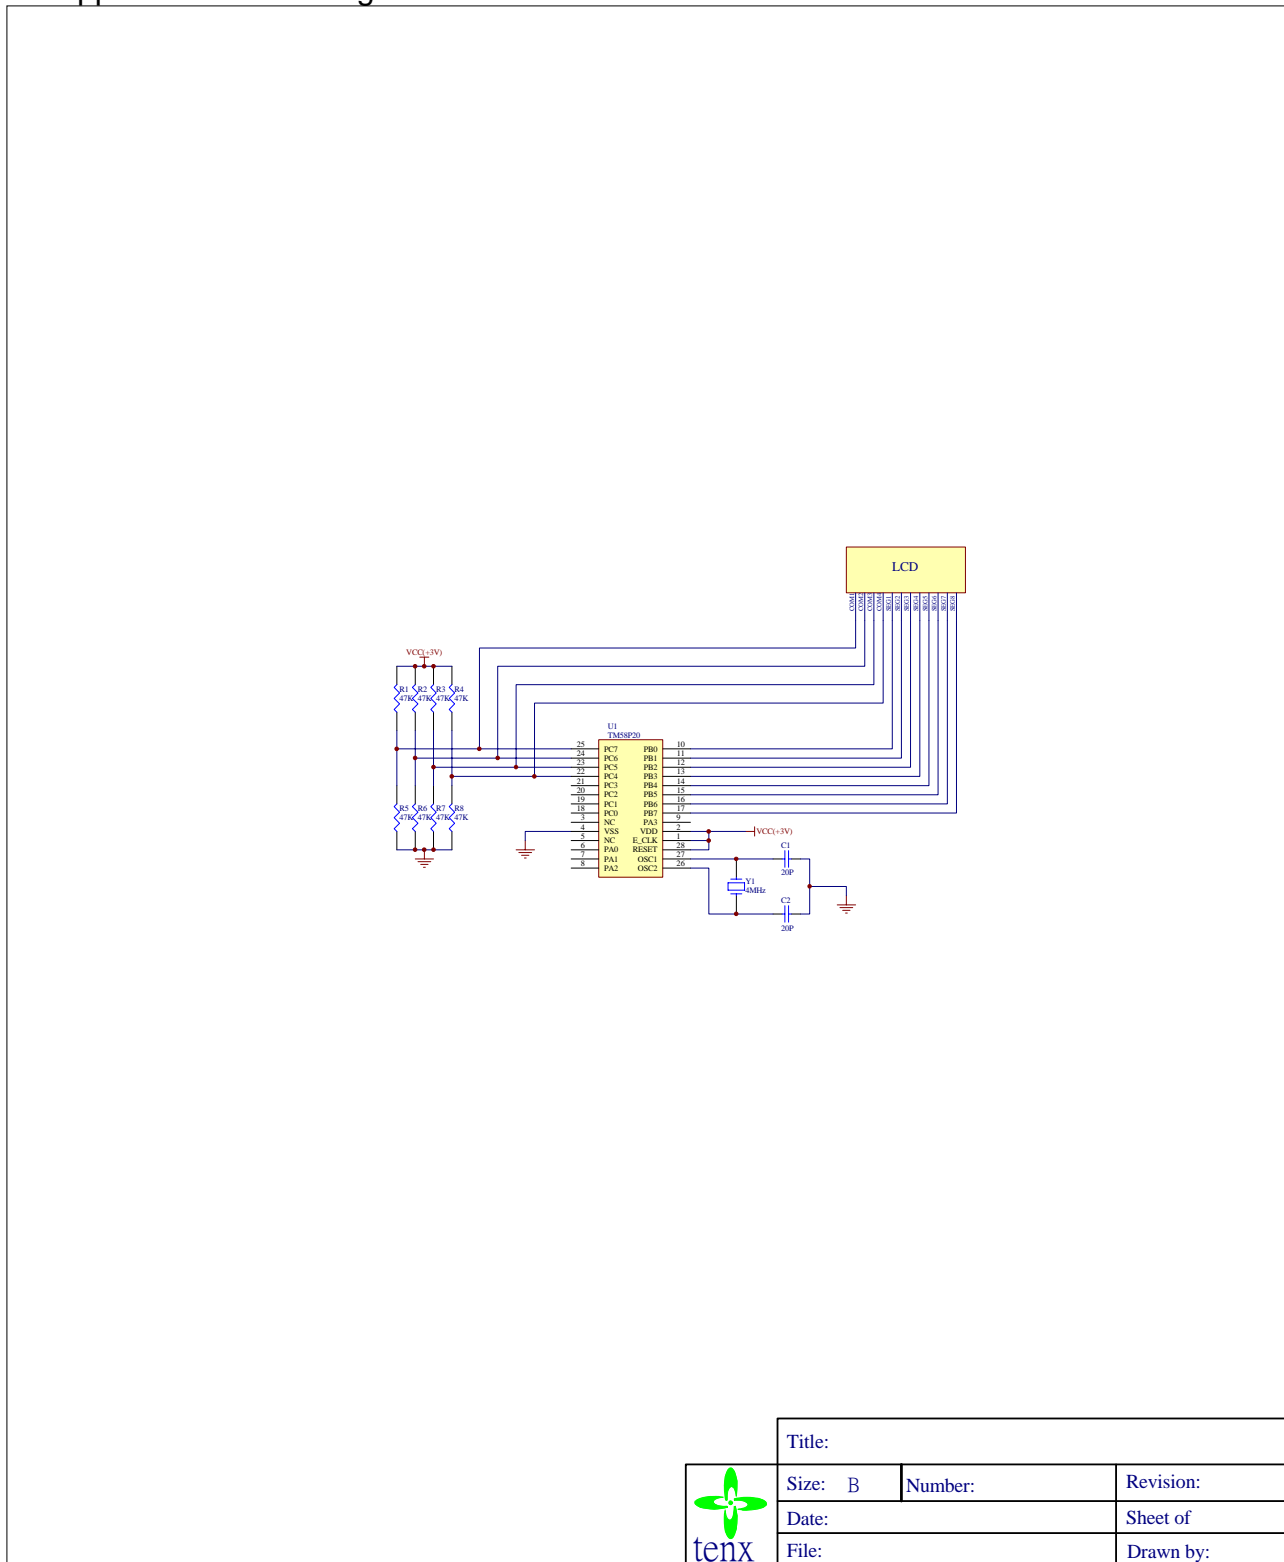 LCD
COM1 COM2 COM3 COM4 SEG1 SEG2 SEG3 SEG4 SEG5 SEG6 SEG7 SEG8
VCC(+3V)
R1 R2 R3 R4
47K 47K 47K 47K
U1
TM58P20
25 PC7 PB0 10
24 PC6 PB1 11
23 PC5 PB2 12
22 PC4 PB3 13
21 PC3 PB4 14
20 PC2 PB5 15
19 PC1 PB6 16
18 PC0 PB7 17
3 NC PA3 9
4 VSS VDD 2
5 NC E_CLK 1
6 PA0 RESET 28
7 PA1 OSC1 27
8 PA2 OSC2 26
R5 R6 R7 R8
47K 47K 47K 47K
VCC(+3V)
C1
20P
Y1
4MHz
C2
20P
Title:
Size: B Number: Revision:
Date: Sheet of
File: Drawn by:
tenx